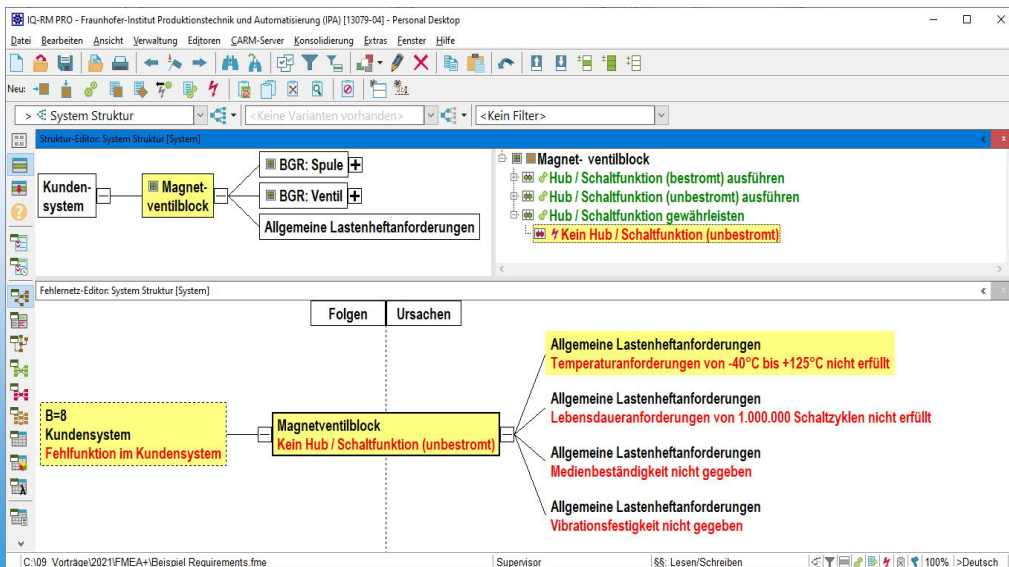 IQ-RM PRO - Fraunhofer-Institut Produktionstechnik und Automatisierung (IPA) [13079-04] - Personal Desktop
Datei Bearbeiten Ansicht Verwaltung Editoren CARM-Server Konsolidierung Extras Fenster Hilfe
Neu:
> System Struktur <Keine Varianten vorhanden> <Kein Filter>
Struktur-Editor: System Struktur [System]
Kunden-
system
Magnet-
ventilblock
BGR: Spule
BGR: Ventil
Allgemeine Lastenheftanforderungen
Magnet- ventilblock
Hub / Schaltfunktion (bestromt) ausführen
Hub / Schaltfunktion (unbestromt) ausführen
Hub / Schaltfunktion gewährleisten
Kein Hub / Schaltfunktion (unbestromt)
Fehlernetz-Editor: System Struktur [System]
Folgen Ursachen
B=8
Kundensystem
Fehlfunktion im Kundensystem
Magnetventilblock
Kein Hub / Schaltfunktion (unbestromt)
Allgemeine Lastenheftanforderungen
Temperaturanforderungen von -40°C bis +125°C nicht erfüllt
Allgemeine Lastenheftanforderungen
Lebensdaueranforderungen von 1.000.000 Schaltzyklen nicht erfüllt
Allgemeine Lastenheftanforderungen
Medienbeständigkeit nicht gegeben
Allgemeine Lastenheftanforderungen
Vibrationsfestigkeit nicht gegeben
C:\09_Vorträge\2021\FMEA+\Beispiel Requirements.fme Supervisor §§: Lesen/Schreiben 100% >Deutsch